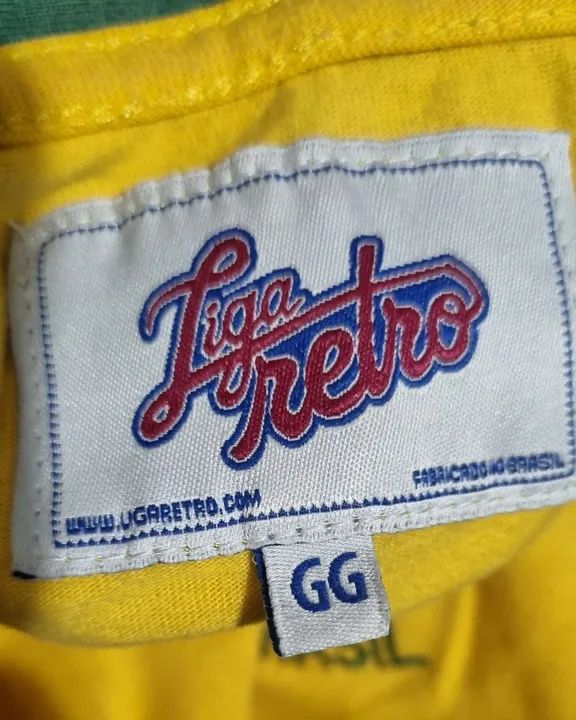 Liga
retro
WWW.LIGARETRO.COM
FABRICADO NO BRASIL
GG